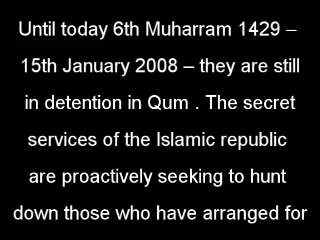 Until today 6th Muharram 1429 –
15th January 2008 – they are still
in detention in Qum . The secret
services of the Islamic republic
are proactively seeking to hunt
down those who have arranged for